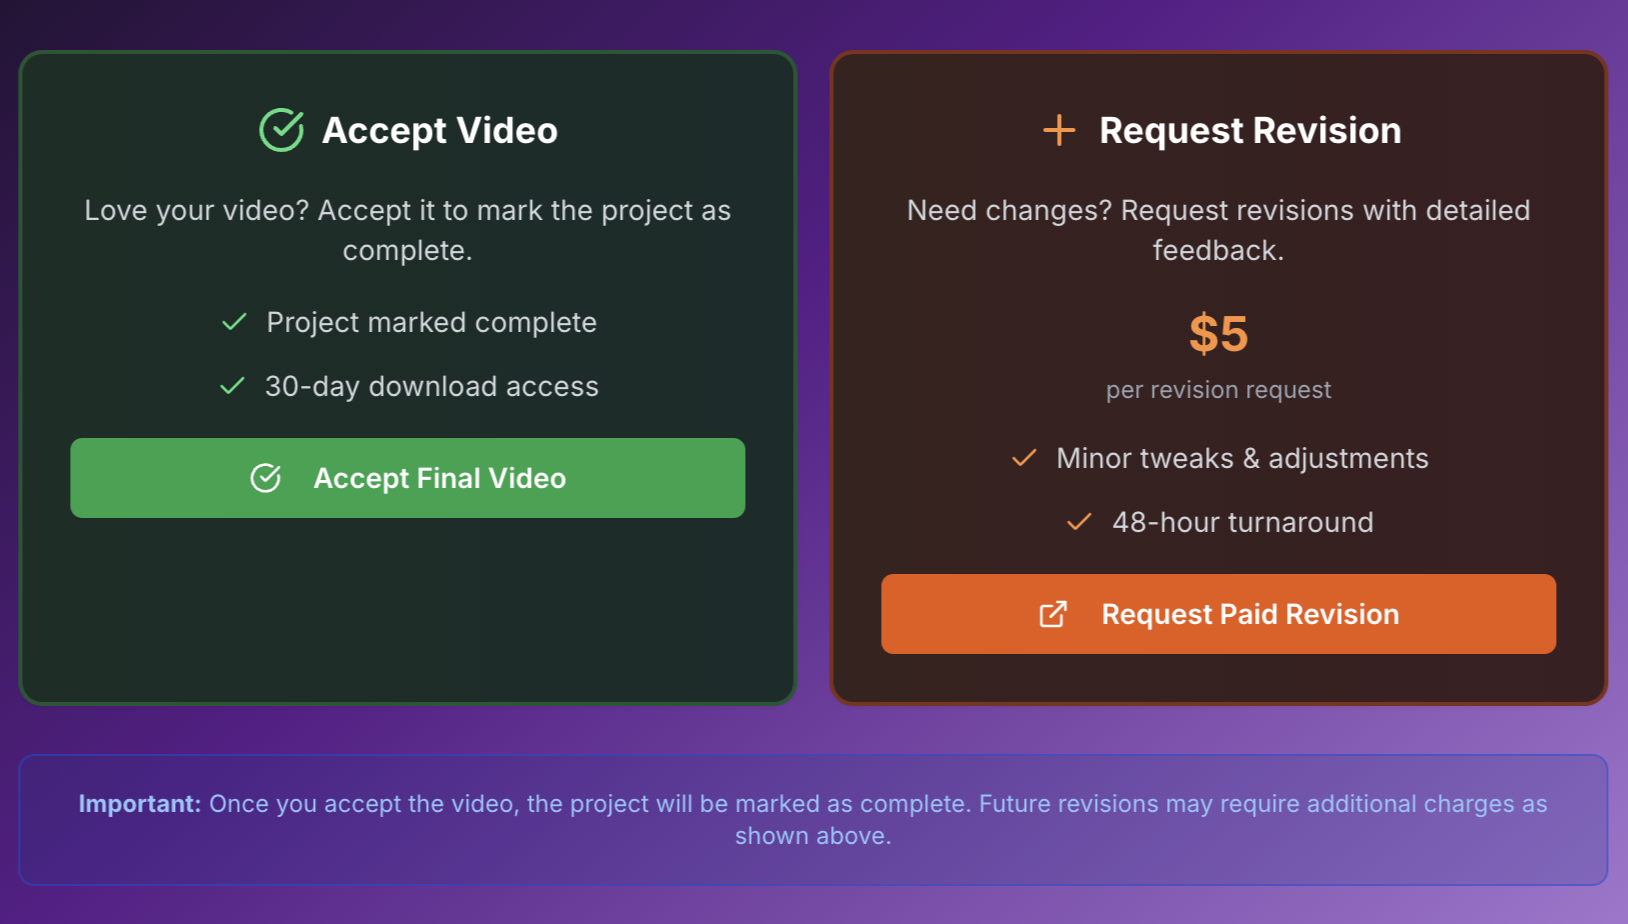 Accept Video
Love your video? Accept it to mark the project as
complete.
Project marked complete
30-day download access
Accept Final Video
Request Revision
Need changes? Request revisions with detailed
feedback.
$5
per revision request
Minor tweaks & adjustments
48-hour turnaround
Request Paid Revision
Important: Once you accept the video, the project will be marked as complete. Future revisions may require additional charges as
shown above.